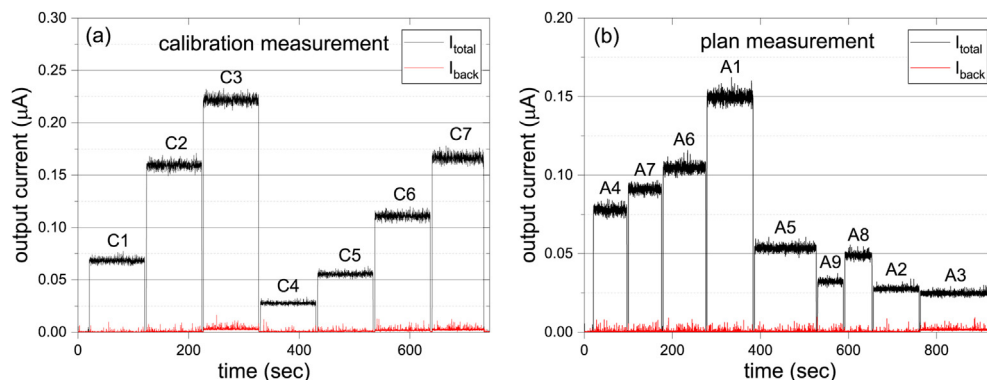 (a)
calibration measurement
I_total
I_back
output current (μA)
0.30
0.25
0.20
0.15
0.10
0.05
0.00
C1
C2
C3
C4
C5
C6
C7
0 200 400 600
time (sec)
(b)
plan measurement
I_total
I_back
output current (μA)
0.20
0.15
0.10
0.05
0.00
A4
A7
A6
A1
A5
A9
A8
A2
A3
0 200 400 600 800
time (sec)